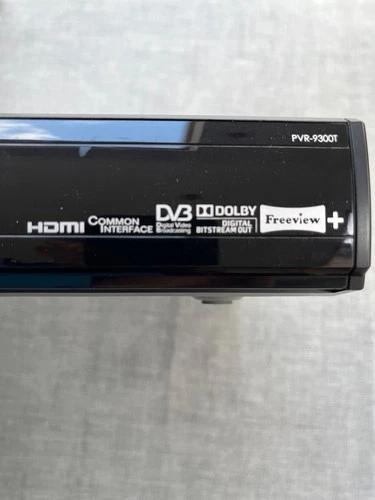 PVR-9300T
HDMI
COMMON
INTERFACE
DVB
Digital Video
Broadcasting
DOLBY
DIGITAL
BITSTREAM OUT
Freeview+